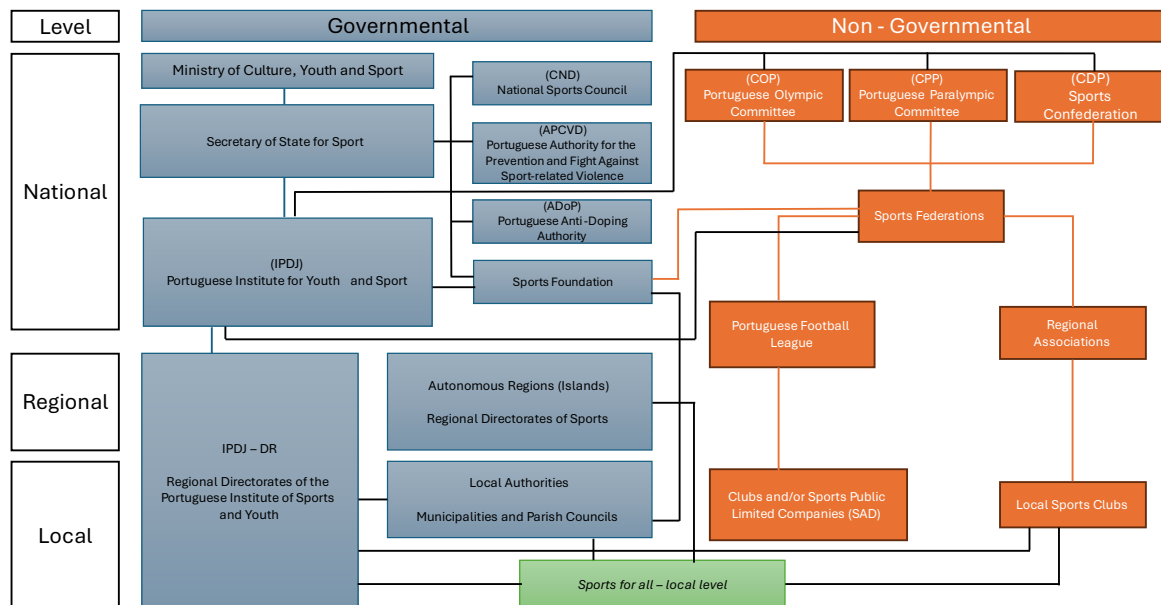 Level
Governmental
Non - Governmental
National
Ministry of Culture, Youth and Sport
Secretary of State for Sport
(IPDJ)
Portuguese Institute for Youth and Sport
(CND)
National Sports Council
(APCVD)
Portuguese Authority for the
Prevention and Fight Against
Sport-related Violence
(ADoP)
Portuguese Anti-Doping
Authority
Sports Foundation
(COP)
Portuguese Olympic
Committee
(CPP)
Portuguese Paralympic
Committee
(CDP)
Sports
Confederation
Sports Federations
Portuguese Football
League
Regional
Associations
Regional
Autonomous Regions (Islands)
Regional Directorates of Sports
IPDJ – DR
Regional Directorates of the
Portuguese Institute of Sports
and Youth
Local
Local Authorities
Municipalities and Parish Councils
Clubs and/or Sports Public
Limited Companies (SAD)
Local Sports Clubs
Sports for all – local level